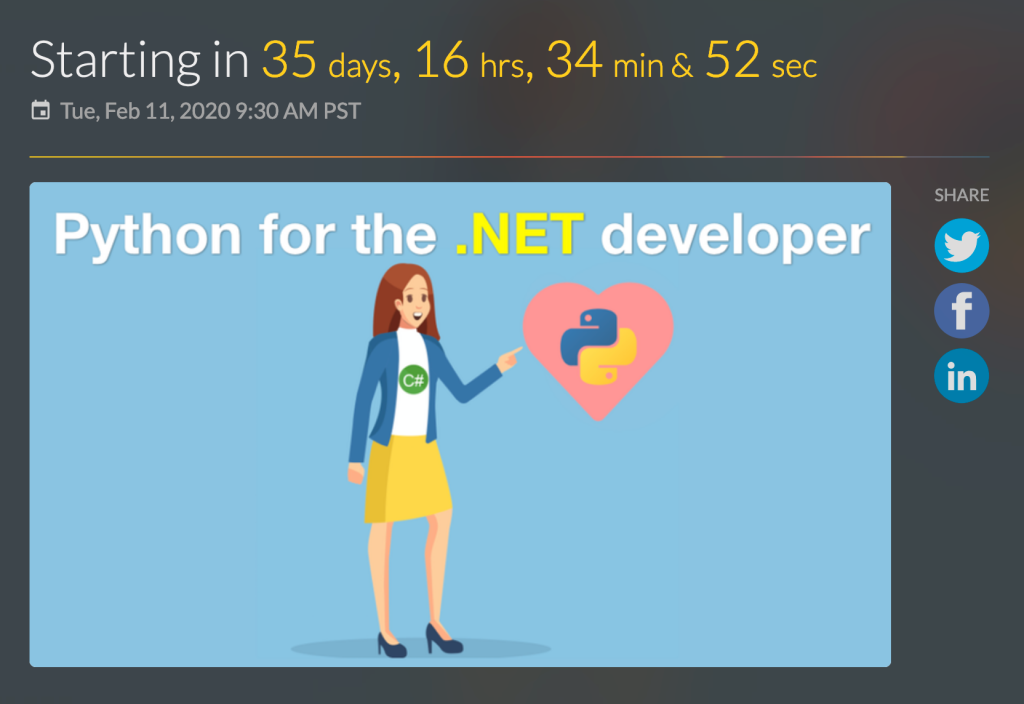 Starting in 35 days, 16 hrs, 34 min & 52 sec
Tue, Feb 11, 2020 9:30 AM PST
Python for the .NET developer
SHARE
C#
f
in